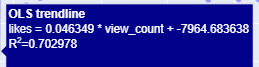 OLS trendline
likes = 0.046349 * view_count + -7964.683638
R²=0.702978